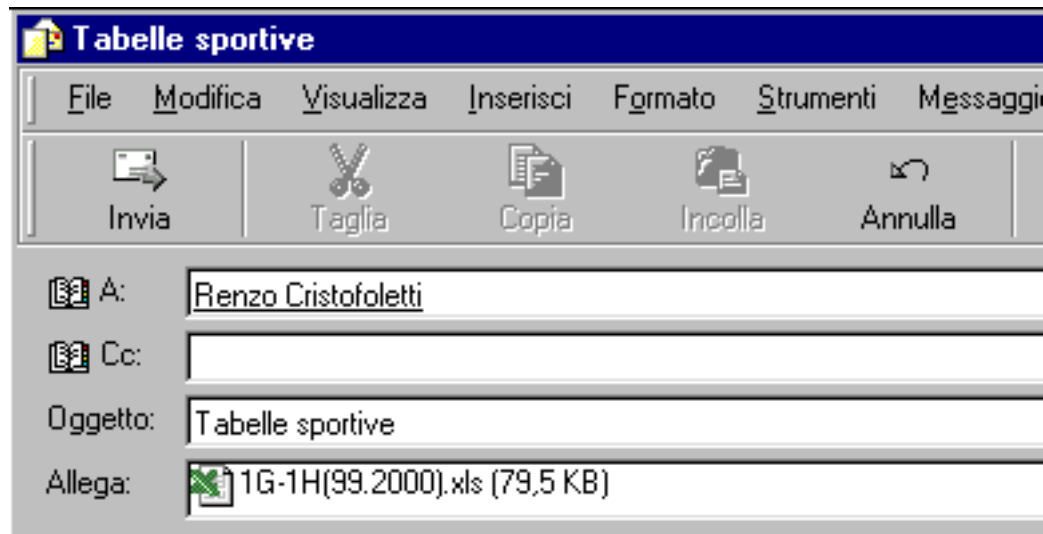 Tabelle sportive
File Modifica Visualizza Inserisci Formato Strumenti Messaggio
Invia Taglia Copia Incolla Annulla
A: Renzo Cristofoletti
Cc:
Oggetto: Tabelle sportive
Allega: 1G-1H(99.2000).xls (79,5 KB)